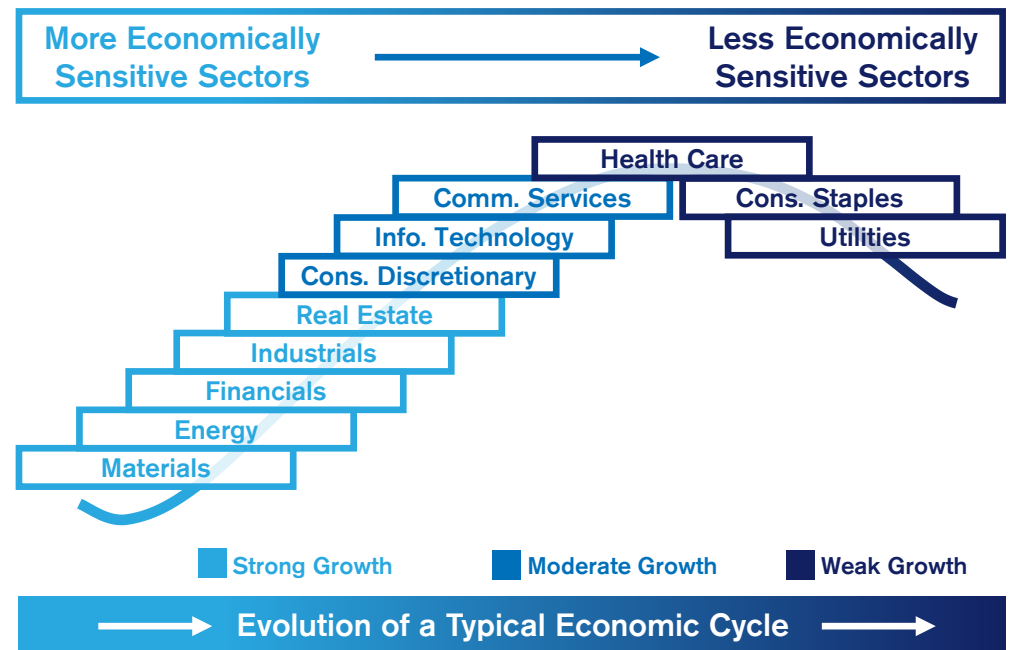 More Economically
Sensitive Sectors
Less Economically
Sensitive Sectors
Health Care
Comm. Services
Cons. Staples
Info. Technology
Utilities
Cons. Discretionary
Real Estate
Industrials
Financials
Energy
Materials
Strong Growth
Moderate Growth
Weak Growth
Evolution of a Typical Economic Cycle